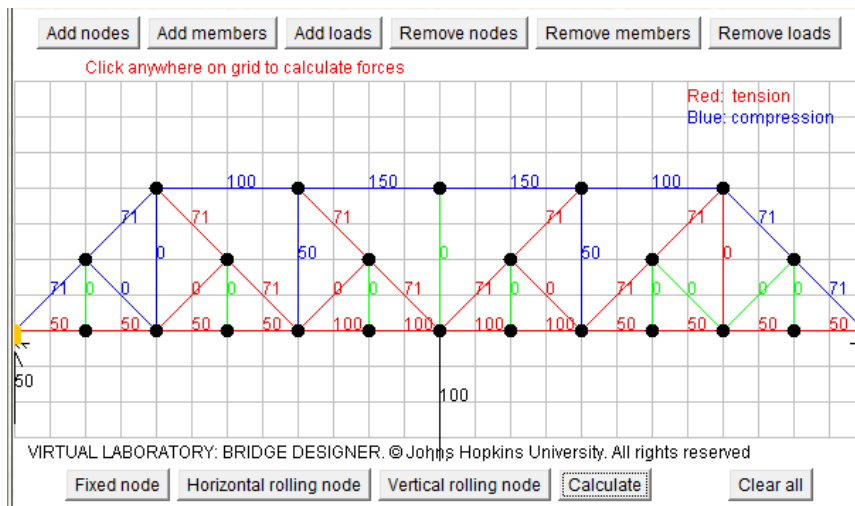 Add nodes Add members Add loads Remove nodes Remove members Remove loads
Click anywhere on grid to calculate forces
Red: tension
Blue: compression
100 150 150 100
71 71 71 71 71 71
0 50 0 50 0
71 0 0 0 0 71 0 0 71 71 0 0 71 0 0 0 0 71
50 50 50 50 100 100 100 100 50 50 50 50
50
100
VIRTUAL LABORATORY: BRIDGE DESIGNER. © Johns Hopkins University. All rights reserved
Fixed node Horizontal rolling node Vertical rolling node Calculate Clear all